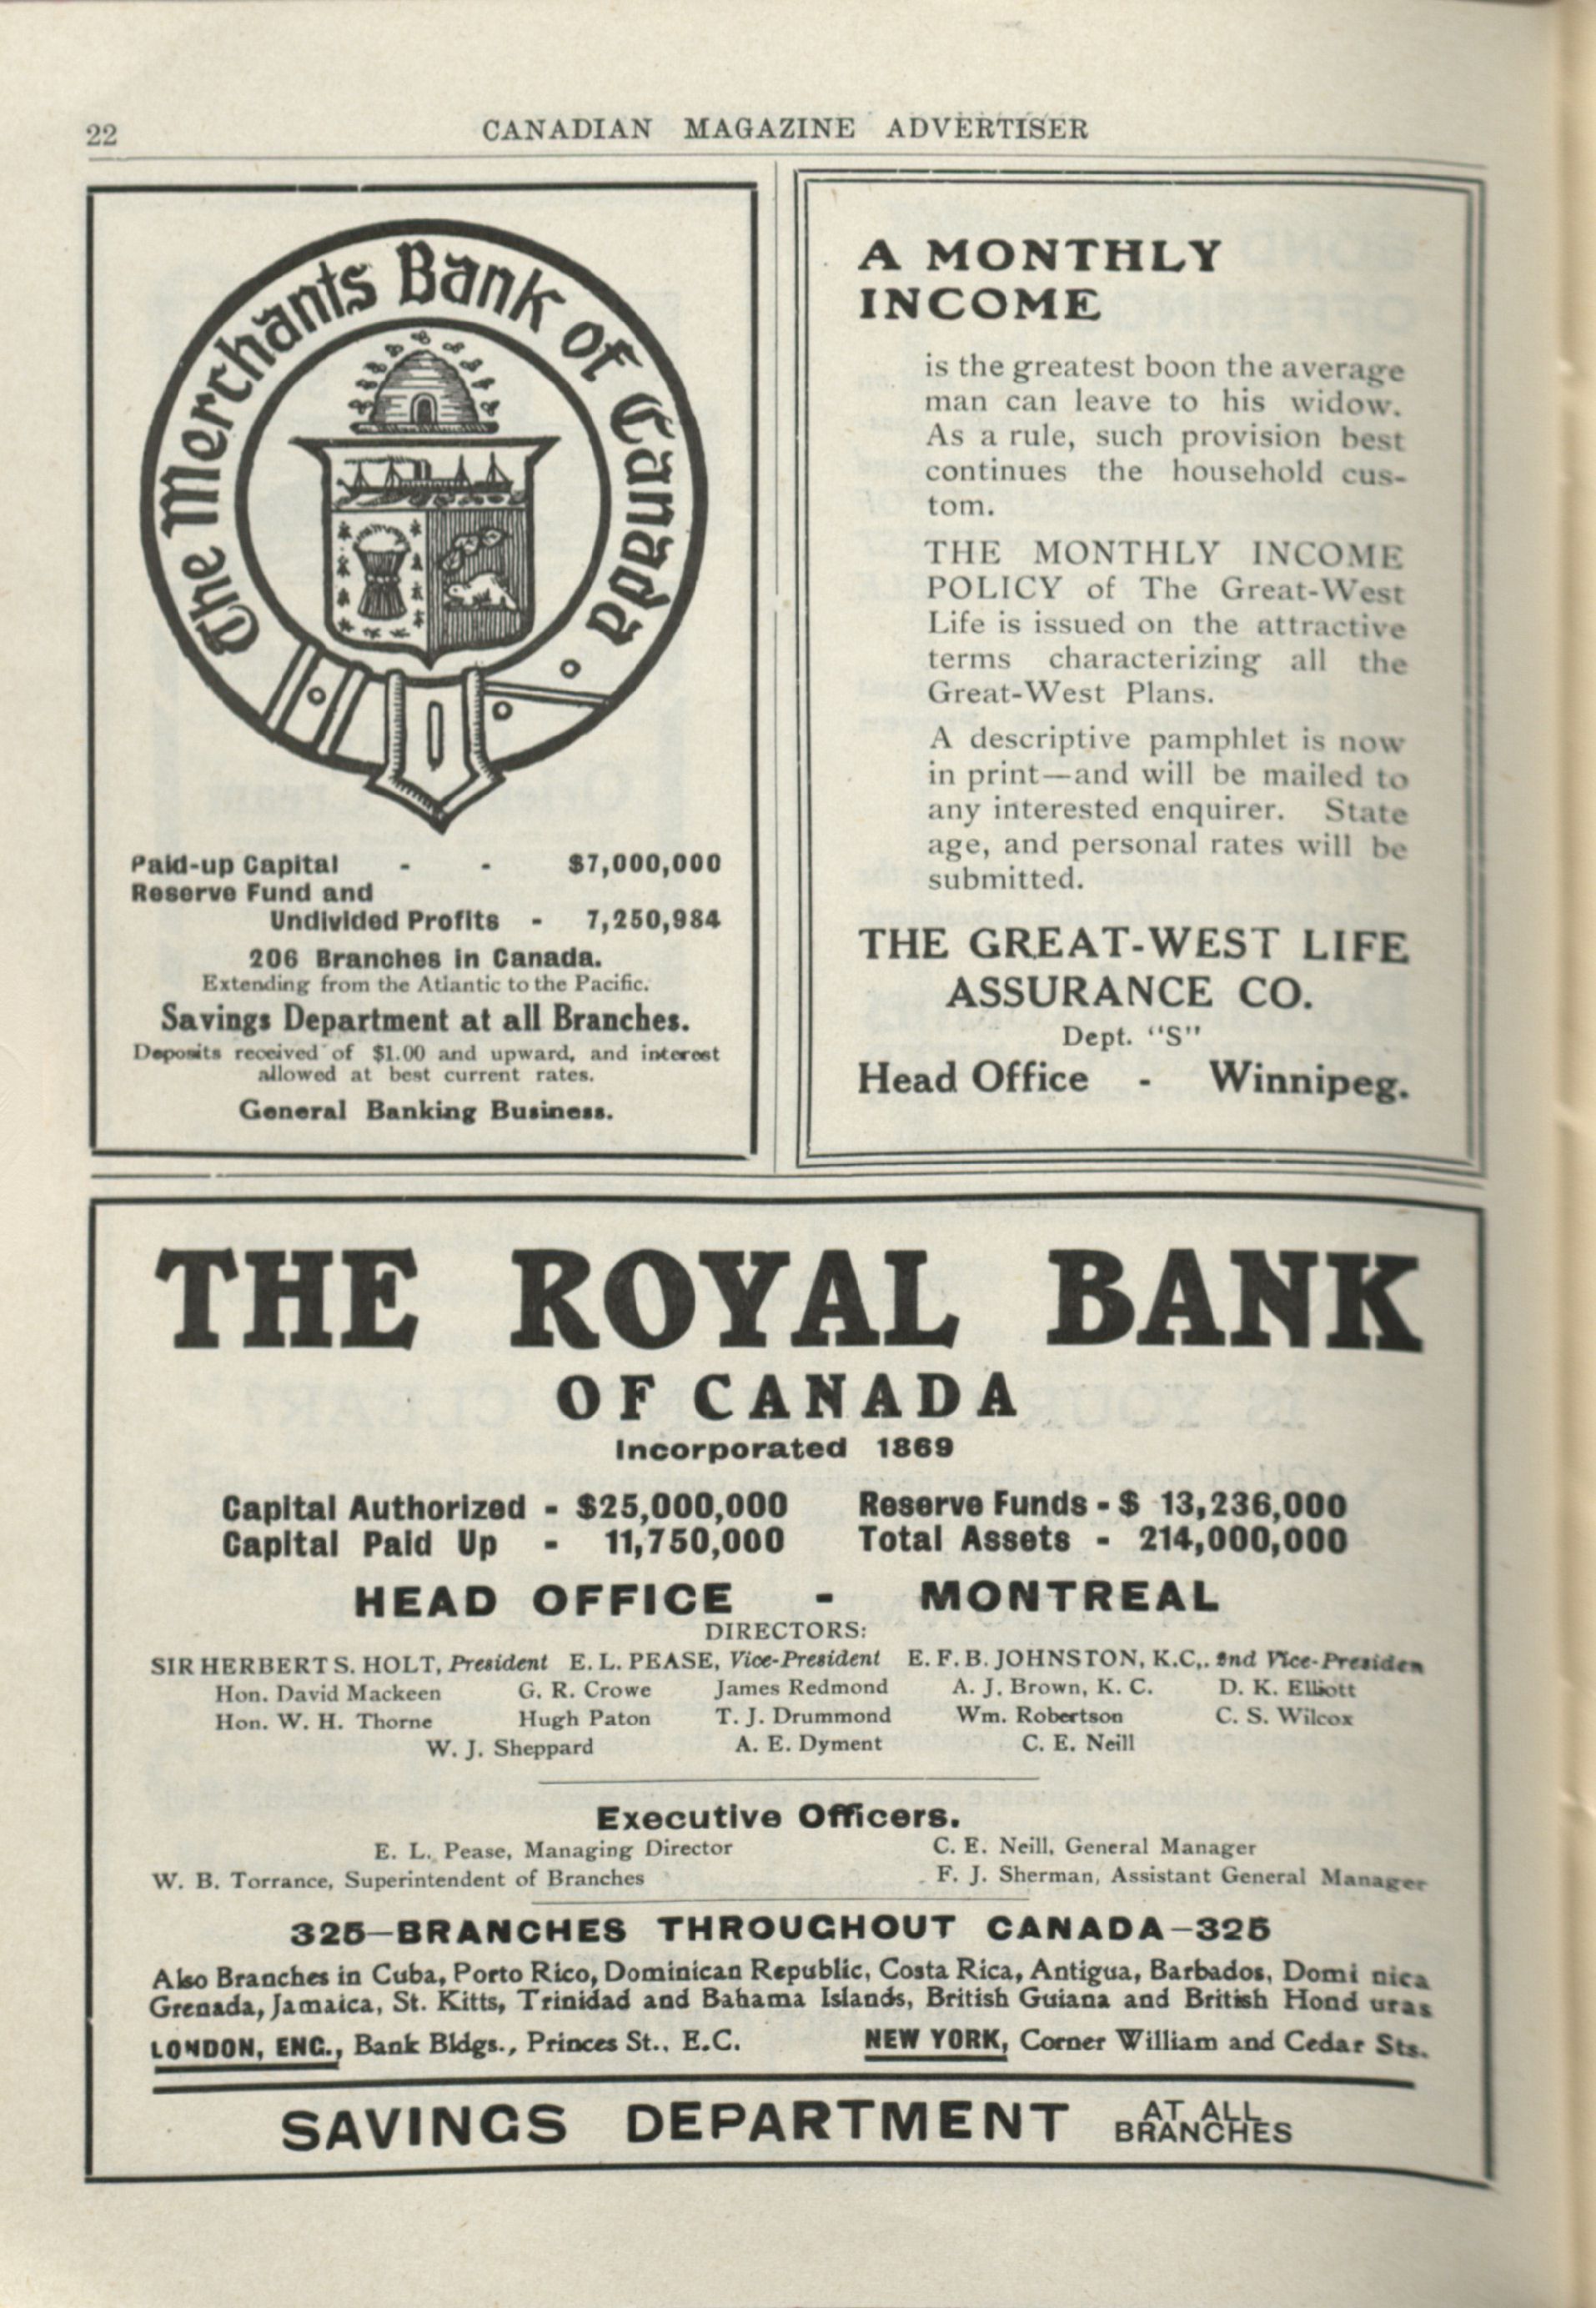 22
CANADIAN MAGAZINE ADVERTISER
The Merchants Bank of Canada
Paid-up Capital - - $7,000,000
Reserve Fund and
Undivided Profits - 7,250,984
206 Branches in Canada.
Extending from the Atlantic to the Pacific.
Savings Department at all Branches.
Deposits received of $1.00 and upward, and interest
allowed at best current rates.
General Banking Business.
A MONTHLY
INCOME
is the greatest boon the average
man can leave to his widow.
As a rule, such provision best
continues the household cus-
tom.
THE MONTHLY INCOME
POLICY of The Great-West
Life is issued on the attractive
terms characterizing all the
Great-West Plans.
A descriptive pamphlet is now
in print—and will be mailed to
any interested enquirer. State
age, and personal rates will be
submitted.
THE GREAT-WEST LIFE
ASSURANCE CO.
Dept. "S"
Head Office - Winnipeg.
THE ROYAL BANK
OF CANADA
Incorporated 1869
Capital Authorized - $25,000,000 Reserve Funds - $ 13,236,000
Capital Paid Up - 11,750,000 Total Assets - 214,000,000
HEAD OFFICE - MONTREAL
DIRECTORS:
SIR HERBERT S. HOLT, President E. L. PEASE, Vice-President E. F. B. JOHNSTON, K.C,. 2nd Vice-Presiden
Hon. David Mackeen G. R. Crowe James Redmond A. J. Brown, K. C. D. K. Elliott
Hon. W. H. Thorne Hugh Paton T. J. Drummond Wm. Robertson C. S. Wilcox
W. J. Sheppard A. E. Dyment C. E. Neill
Executive Officers.
E. L. Pease, Managing Director C. E. Neill, General Manager
W. B. Torrance, Superintendent of Branches F. J. Sherman, Assistant General Manager
325—BRANCHES THROUGHOUT CANADA—325
Also Branches in Cuba, Porto Rico, Dominican Republic, Costa Rica, Antigua, Barbados, Domi nica
Grenada, Jamaica, St. Kitts, Trinidad and Bahama Islands, British Guiana and British Hond uras
LONDON, ENG., Bank Bldgs., Princes St., E.C. NEW YORK, Corner William and Cedar Sts.
SAVINGS DEPARTMENT AT ALL BRANCHES